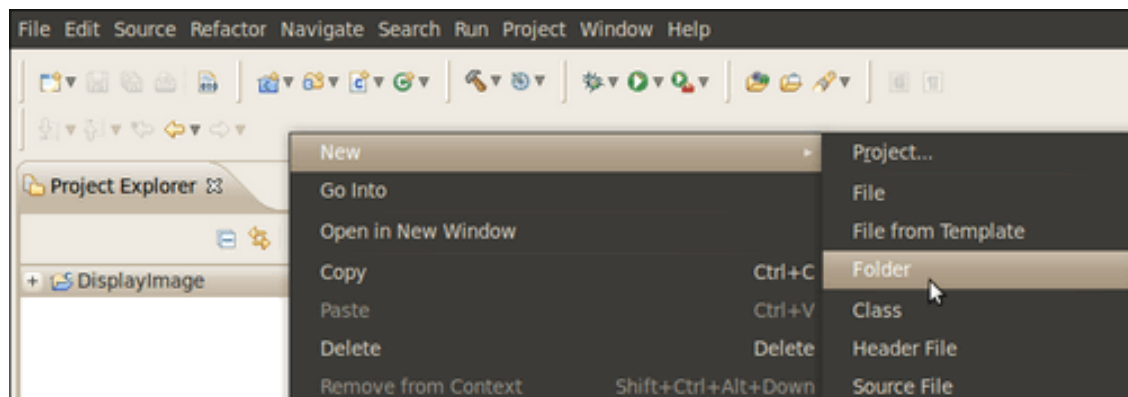 File Edit Source Refactor Navigate Search Run Project Window Help
Project Explorer
DisplayImage
New
Go Into
Open in New Window
Copy Ctrl+C
Paste Ctrl+V
Delete Delete
Remove from Context Shift+Ctrl+Alt+Down
Project...
File
File from Template
Folder
Class
Header File
Source File